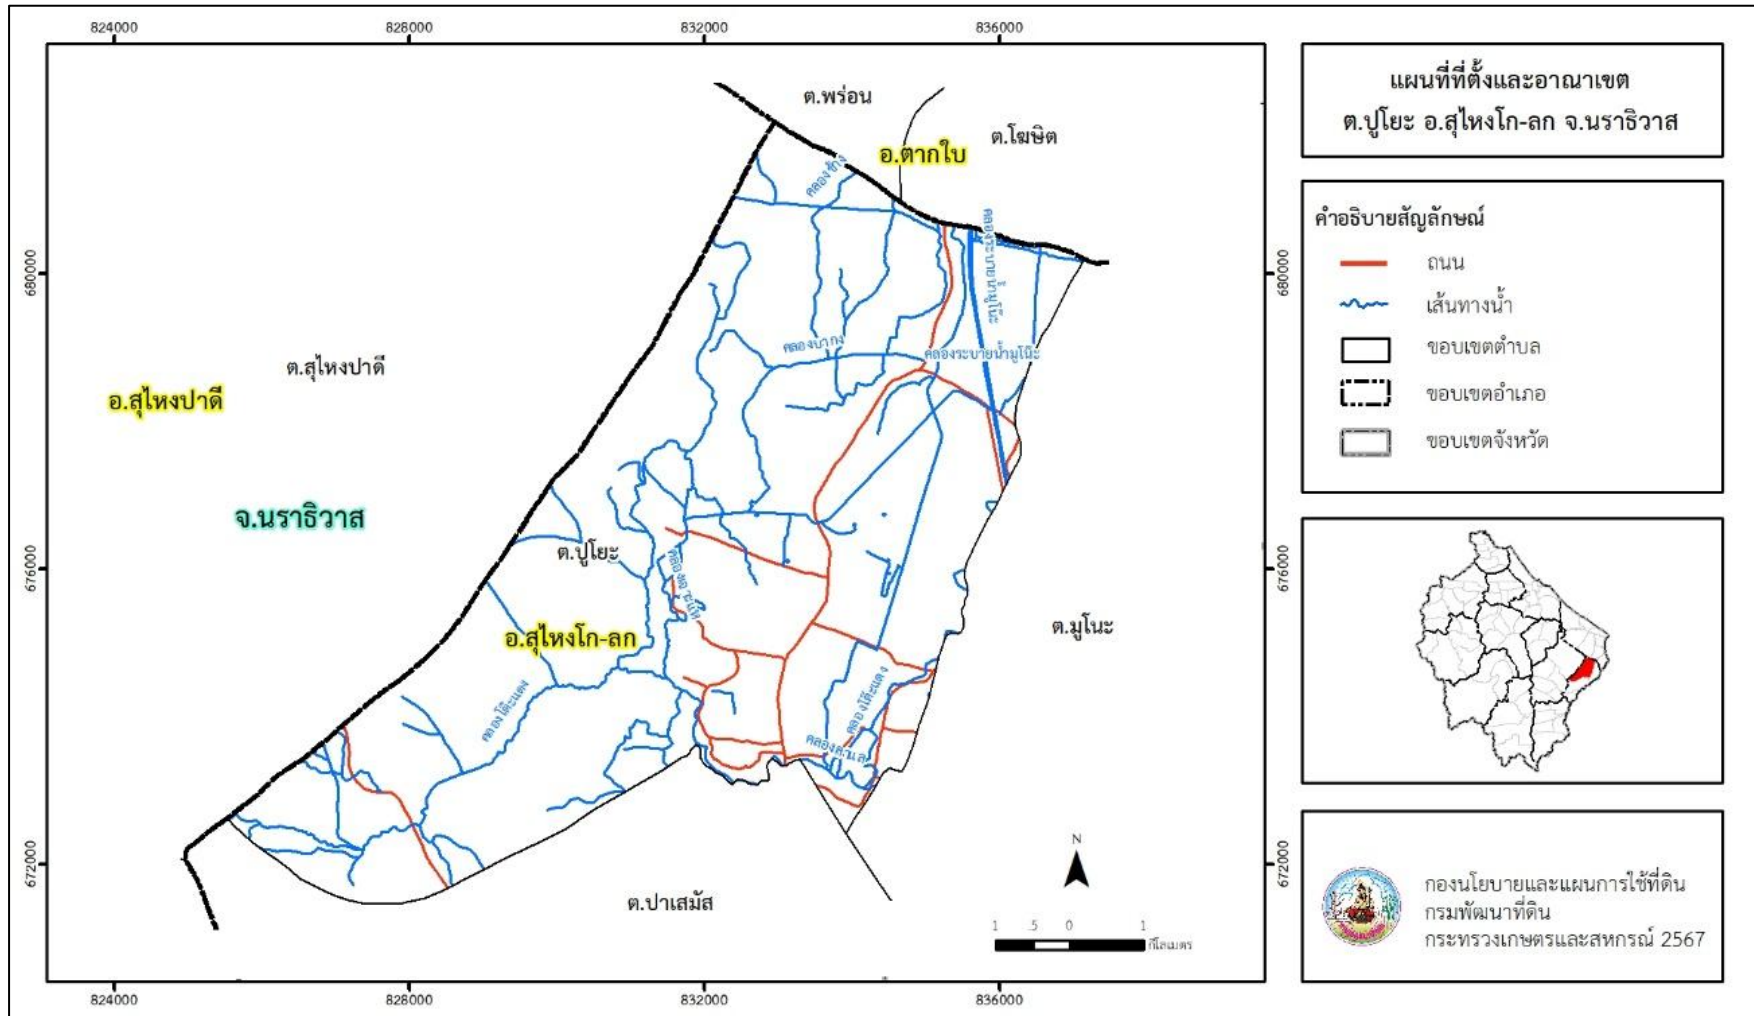 824000
828000
832000
836000
แผนที่ที่ตั้งและอาณาเขต
ต.ปูโยะ อ.สุไหงโก-ลก จ.นราธิวาส
ต.พร่อน
ต.โฆษิต
อ.ตากใบ
คลองระบายน้ำมูโน๊ะ
680000
680000
คลองบากง
คลองระบายน้ำมูโน๊ะ
ต.สุไหงปาดี
อ.สุไหงปาดี
จ.นราธิวาส
ต.ปูโยะ
676000
676000
อ.สุไหงโก-ลก
ต.มูโนะ
คลองโต๊ะแดง
คลองโต๊ะแดง
672000
672000
ต.ปาเสมัส
N
1 .5 0 1
กิโลเมตร
824000
828000
832000
836000
คำอธิบายสัญลักษณ์
ถนน
เส้นทางน้ำ
ขอบเขตตำบล
ขอบเขตอำเภอ
ขอบเขตจังหวัด
กองนโยบายและแผนการใช้ที่ดิน
กรมพัฒนาที่ดิน
กระทรวงเกษตรและสหกรณ์ 2567